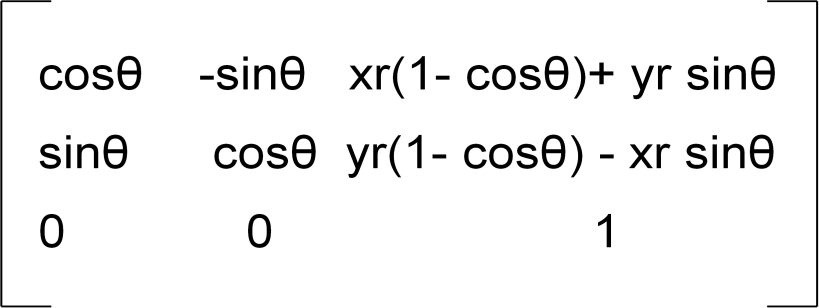 cosθ -sinθ xr(1- cosθ)+ yr sinθ
sinθ cosθ yr(1- cosθ) - xr sinθ
0 0 1